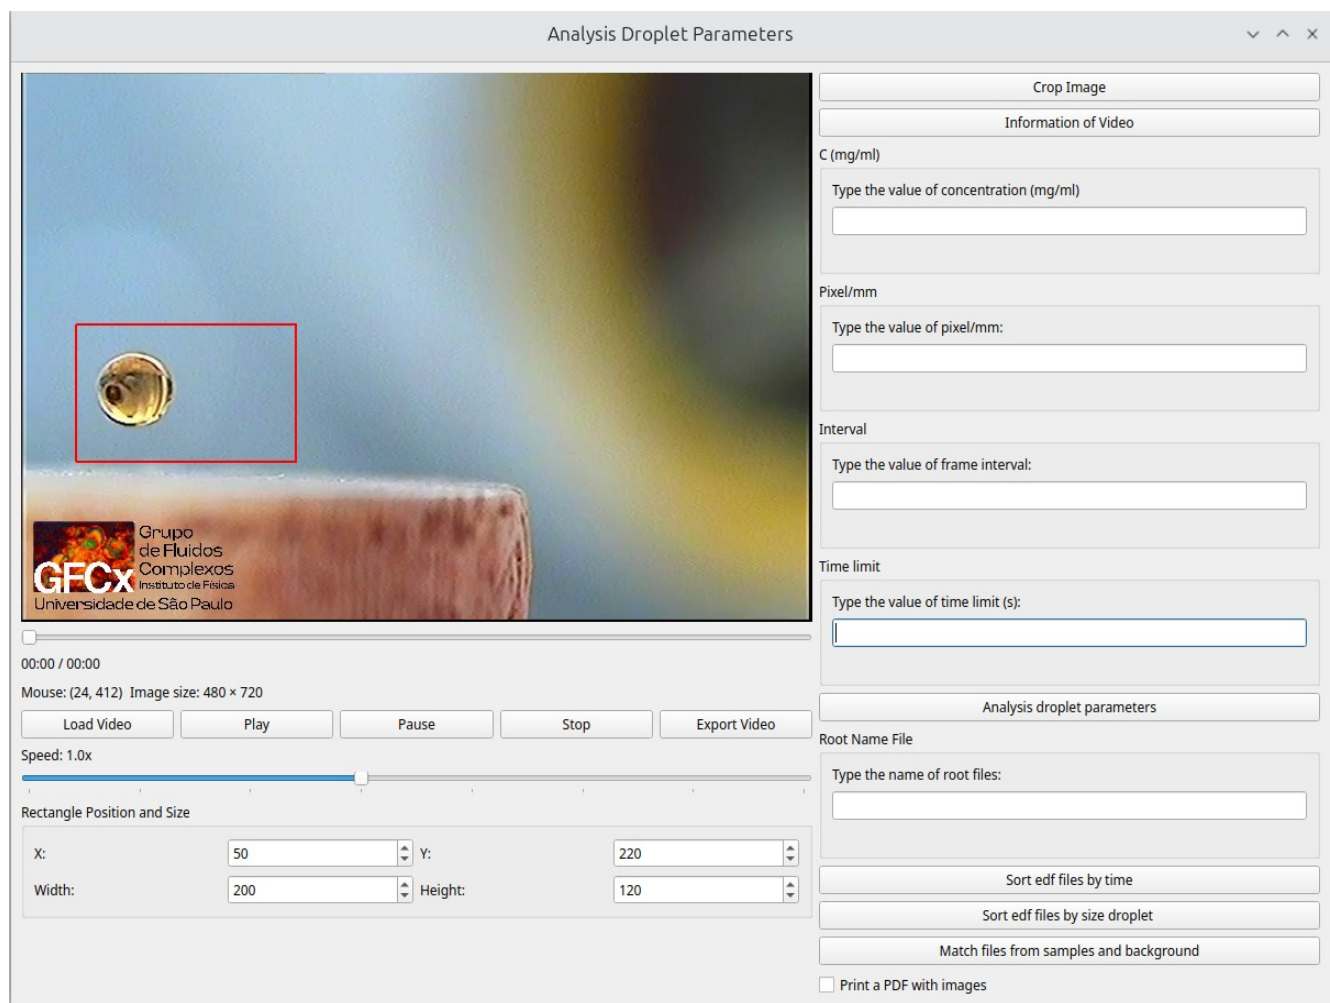 Analysis Droplet Parameters
Grupo
de Fluidos
Complexos
GFCx Instituto de Física
Universidade de São Paulo
00:00 / 00:00
Mouse: (24, 412) Image size: 480 × 720
Load Video Play Pause Stop Export Video
Speed: 1.0x
Rectangle Position and Size
X: 50 Y: 220
Width: 200 Height: 120
Crop Image
Information of Video
C (mg/ml)
Type the value of concentration (mg/ml)
Pixel/mm
Type the value of pixel/mm:
Interval
Type the value of frame interval:
Time limit
Type the value of time limit (s):
Analysis droplet parameters
Root Name File
Type the name of root files:
Sort edf files by time
Sort edf files by size droplet
Match files from samples and background
Print a PDF with images